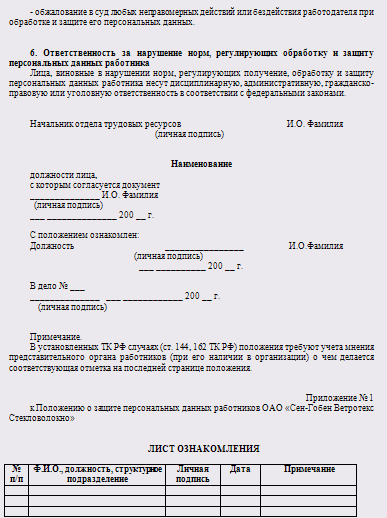 - обжалование в суд любых неправомерных действий или бездействия работодателя при
обработке и защите его персональных данных.
6. Ответственность за нарушение норм, регулирующих обработку и защиту
персональных данных работника
Лица, виновные в нарушении норм, регулирующих получение, обработку и защиту
персональных данных работника несут дисциплинарную, административную, гражданско-
правовую или уголовную ответственность в соответствии с федеральными законами.
Начальник отдела трудовых ресурсов И.О. Фамилия
(личная подпись)
Наименование
должности лица,
с которым согласуется документ
______________ И.О. Фамилия
(личная подпись)
___ ______________ 200 __ г.
С положением ознакомлен:
Должность ________________ И.О.Фамилия
(личная подпись)
___ __________ 200 __ г.
В дело № ___
______________ ___ ____________ 200 __ г.
(личная подпись)
Примечание.
В установленных ТК РФ случаях (ст. 144, 162 ТК РФ) положения требуют учета мнения
представительного органа работников (при его наличии в организации) о чем делается
соответствующая отметка на последней странице положения.
Приложение № 1
к Положению о защите персональных данных работников ОАО «Сен-Гобен Ветротекс
Стекловолокно»
ЛИСТ ОЗНАКОМЛЕНИЯ
№ Ф.И.О., должность, структурное Личная Дата Примечание
п/п подразделение подпись